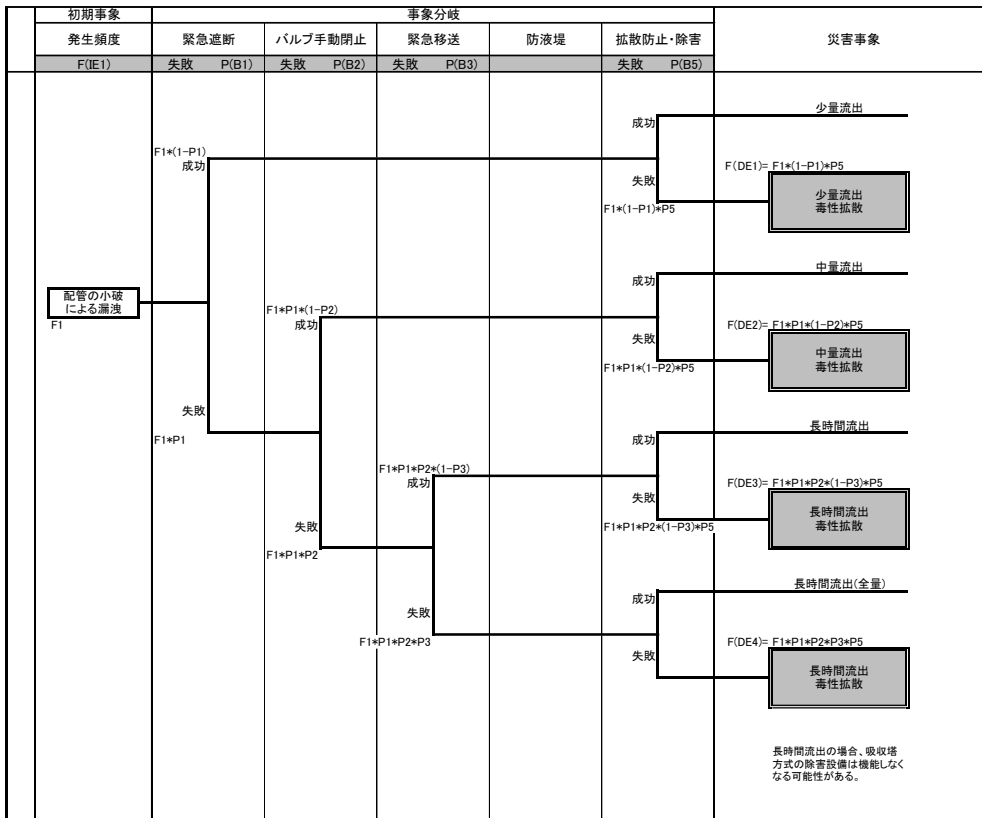 初期事象
事象分岐
発生頻度
緊急遮断
バルブ手動閉止
緊急移送
防液堤
拡散防止・除害
災害事象
F(IE1)
失敗 P(B1)
失敗 P(B2)
失敗 P(B3)
失敗 P(B5)
少量流出
成功
F1*(1-P1)
成功
F(DE1)= F1*(1-P1)*P5
失敗
少量流出
毒性拡散
F1*(1-P1)*P5
中量流出
成功
配管の小破
による漏洩
F1
F1*P1*(1-P2)
成功
F(DE2)= F1*P1*(1-P2)*P5
失敗
中量流出
毒性拡散
F1*P1*(1-P2)*P5
失敗
F1*P1
長時間流出
成功
F1*P1*P2*(1-P3)
成功
F(DE3)= F1*P1*P2*(1-P3)*P5
失敗
長時間流出
毒性拡散
F1*P1*P2*(1-P3)*P5
失敗
F1*P1*P2
長時間流出(全量)
成功
失敗
F1*P1*P2*P3
F(DE4)= F1*P1*P2*P3*P5
失敗
長時間流出
毒性拡散
長時間流出の場合、吸収塔
方式の除害設備は機能しなく
なる可能性がある。